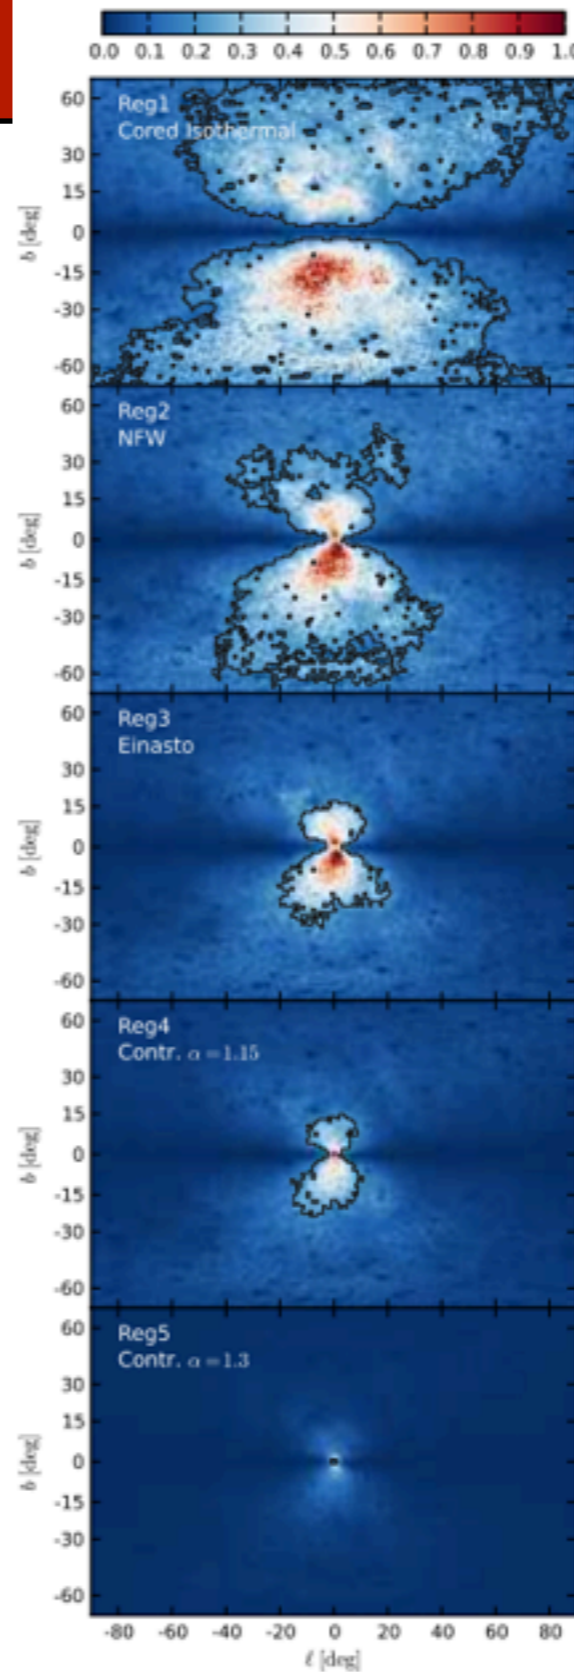 0.0 0.1 0.2 0.3 0.4 0.5 0.6 0.7 0.8 0.9 1.0
Reg1
Cored Isothermal
60
30
15
0
-15
-30
-60
b [deg]
Reg2
NFW
60
30
15
0
-15
-30
-60
b [deg]
Reg3
Einasto
60
30
15
0
-15
-30
-60
b [deg]
Reg4
Contr. α=1.15
60
30
15
0
-15
-30
-60
b [deg]
Reg5
Contr. α=1.3
60
30
15
0
-15
-30
-60
b [deg]
-80 -60 -40 -20 0 20 40 60 80
ℓ [deg]